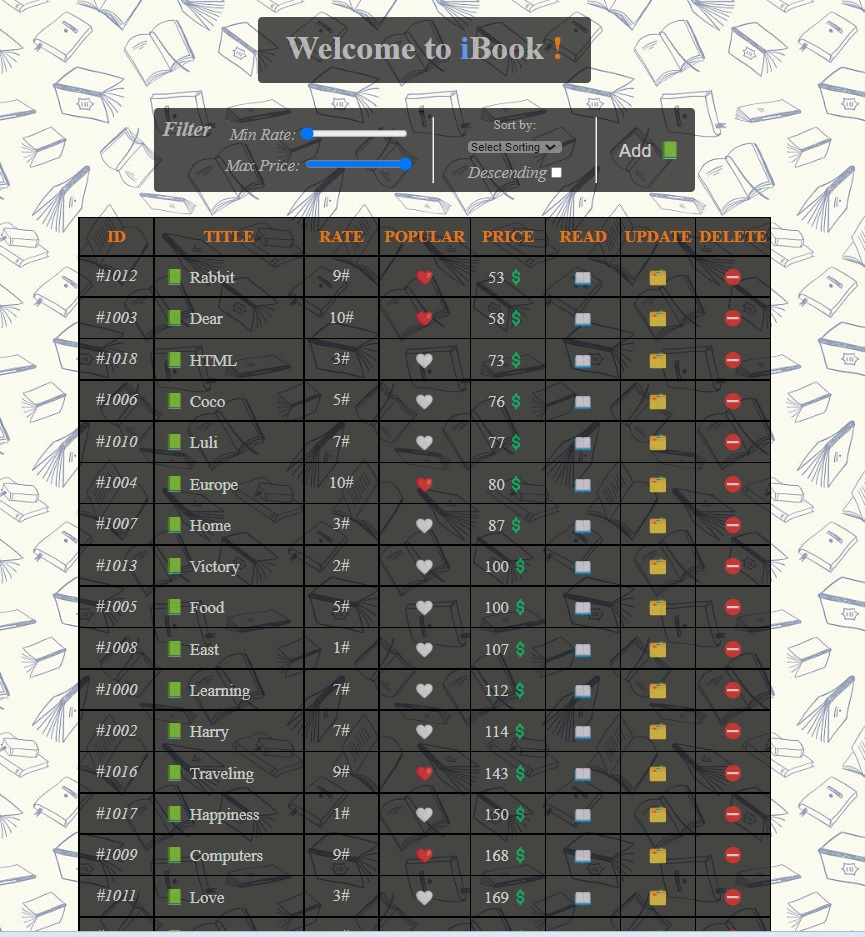 Welcome to iBook !
Filter
Min Rate:
Max Price:
Sort by:
Select Sorting
Descending
Add
ID TITLE RATE POPULAR PRICE READ UPDATE DELETE
#1012 Rabbit 9# 53 $
#1003 Dear 10# 58 $
#1018 HTML 3# 73 $
#1006 Coco 5# 76 $
#1010 Luli 7# 77 $
#1004 Europe 10# 80 $
#1007 Home 3# 87 $
#1013 Victory 2# 100 $
#1005 Food 5# 100 $
#1008 East 1# 107 $
#1000 Learning 7# 112 $
#1002 Harry 7# 114 $
#1016 Traveling 9# 143 $
#1017 Happiness 1# 150 $
#1009 Computers 9# 168 $
#1011 Love 3# 169 $